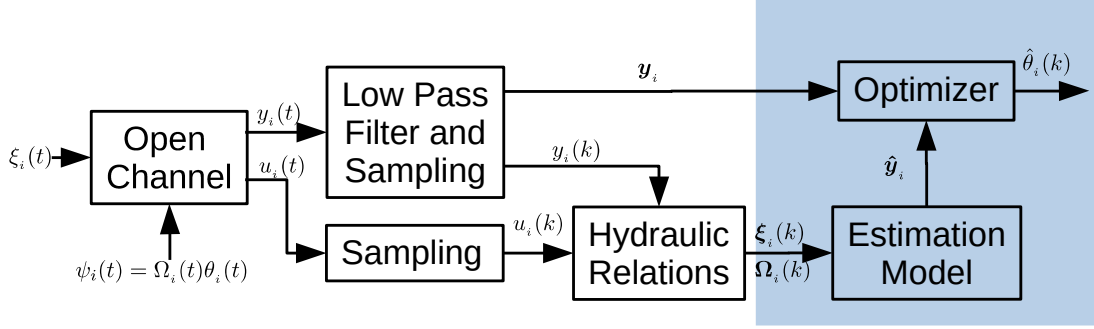 ξ_i(t)
Open
Channel
ψ_i(t) = Ω_i(t)θ_i(t)
y_i(t)
u_i(t)
Low Pass
Filter and
Sampling
Sampling
𝒚_i
y_i(k)
u_i(k)
Hydraulic
Relations
𝝃_i(k)
𝛀_i(k)
Optimizer
θ̂_i(k)
𝒚̂_i
Estimation
Model